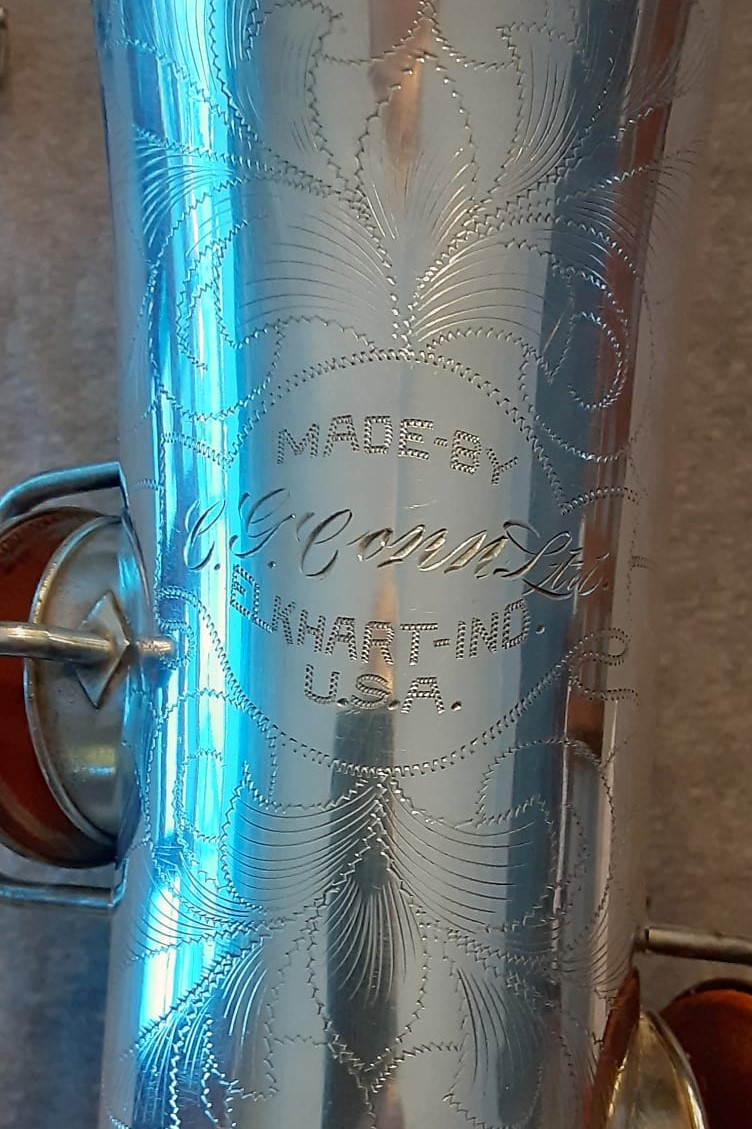 MADE-BY
C.G. Conn Ltd.
ELKHART-IND.
U.S.A.